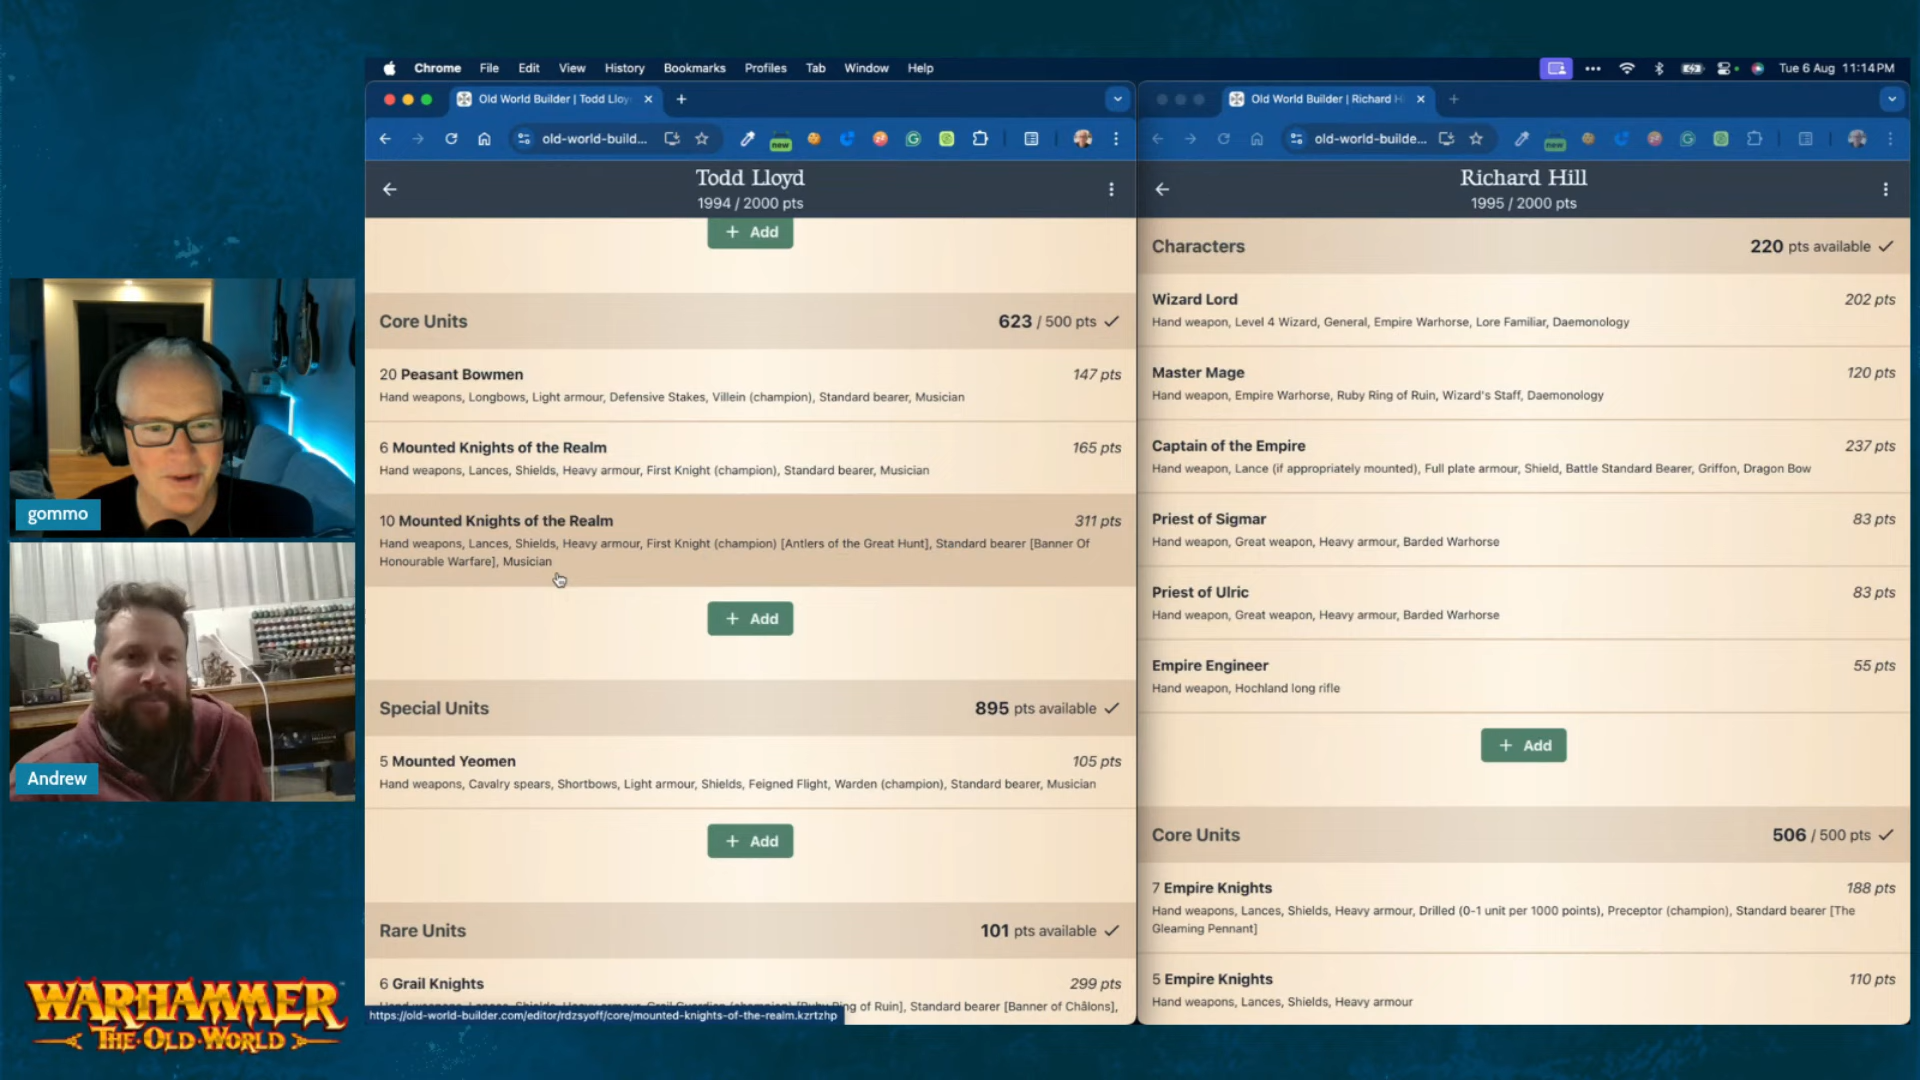 Chrome File Edit View History Bookmarks Profiles Tab Window Help
Tue 6 Aug 11:14 PM
Old World Builder | Todd Lloy
old-world-build...
new
Todd Lloyd
1994 / 2000 pts
+ Add
Core Units 623 / 500 pts
20 Peasant Bowmen 147 pts
Hand weapons, Longbows, Light armour, Defensive Stakes, Villein (champion), Standard bearer, Musician
6 Mounted Knights of the Realm 165 pts
Hand weapons, Lances, Shields, Heavy armour, First Knight (champion), Standard bearer, Musician
10 Mounted Knights of the Realm 311 pts
Hand weapons, Lances, Shields, Heavy armour, First Knight (champion) [Antlers of the Great Hunt], Standard bearer [Banner Of
Honourable Warfare], Musician
+ Add
Special Units 895 pts available
5 Mounted Yeomen 105 pts
Hand weapons, Cavalry spears, Shortbows, Light armour, Shields, Feigned Flight, Warden (champion), Standard bearer, Musician
+ Add
Rare Units 101 pts available
6 Grail Knights 299 pts
Hand weapons, Lances, Shields, Heavy armour, Grail Guardian (champion) [Ruby Ring of Ruin], Standard bearer [Banner of Châlons],
https://old-world-builder.com/editor/rdzsyoff/core/mounted-knights-of-the-realm.kzrtzhp
Old World Builder | Richard H
old-world-builde...
new
Richard Hill
1995 / 2000 pts
Characters 220 pts available
Wizard Lord 202 pts
Hand weapon, Level 4 Wizard, General, Empire Warhorse, Lore Familiar, Daemonology
Master Mage 120 pts
Hand weapon, Empire Warhorse, Ruby Ring of Ruin, Wizard's Staff, Daemonology
Captain of the Empire 237 pts
Hand weapon, Lance (if appropriately mounted), Full plate armour, Shield, Battle Standard Bearer, Griffon, Dragon Bow
Priest of Sigmar 83 pts
Hand weapon, Great weapon, Heavy armour, Barded Warhorse
Priest of Ulric 83 pts
Hand weapon, Great weapon, Heavy armour, Barded Warhorse
Empire Engineer 55 pts
Hand weapon, Hochland long rifle
+ Add
Core Units 506 / 500 pts
7 Empire Knights 188 pts
Hand weapons, Lances, Shields, Heavy armour, Drilled (0-1 unit per 1000 points), Preceptor (champion), Standard bearer [The
Gleaming Pennant]
5 Empire Knights 110 pts
Hand weapons, Lances, Shields, Heavy armour
gommo
Andrew
WARHAMMER
THE OLD WORLD